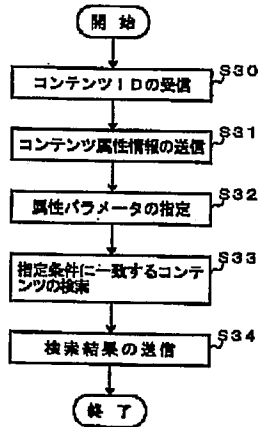 開始
コンテンツIDの受信
S30
コンテンツ属性情報の送信
S31
属性パラメータの指定
S32
指定条件に一致するコンテ
ンツの検索
S33
検索結果の送信
S34
終了